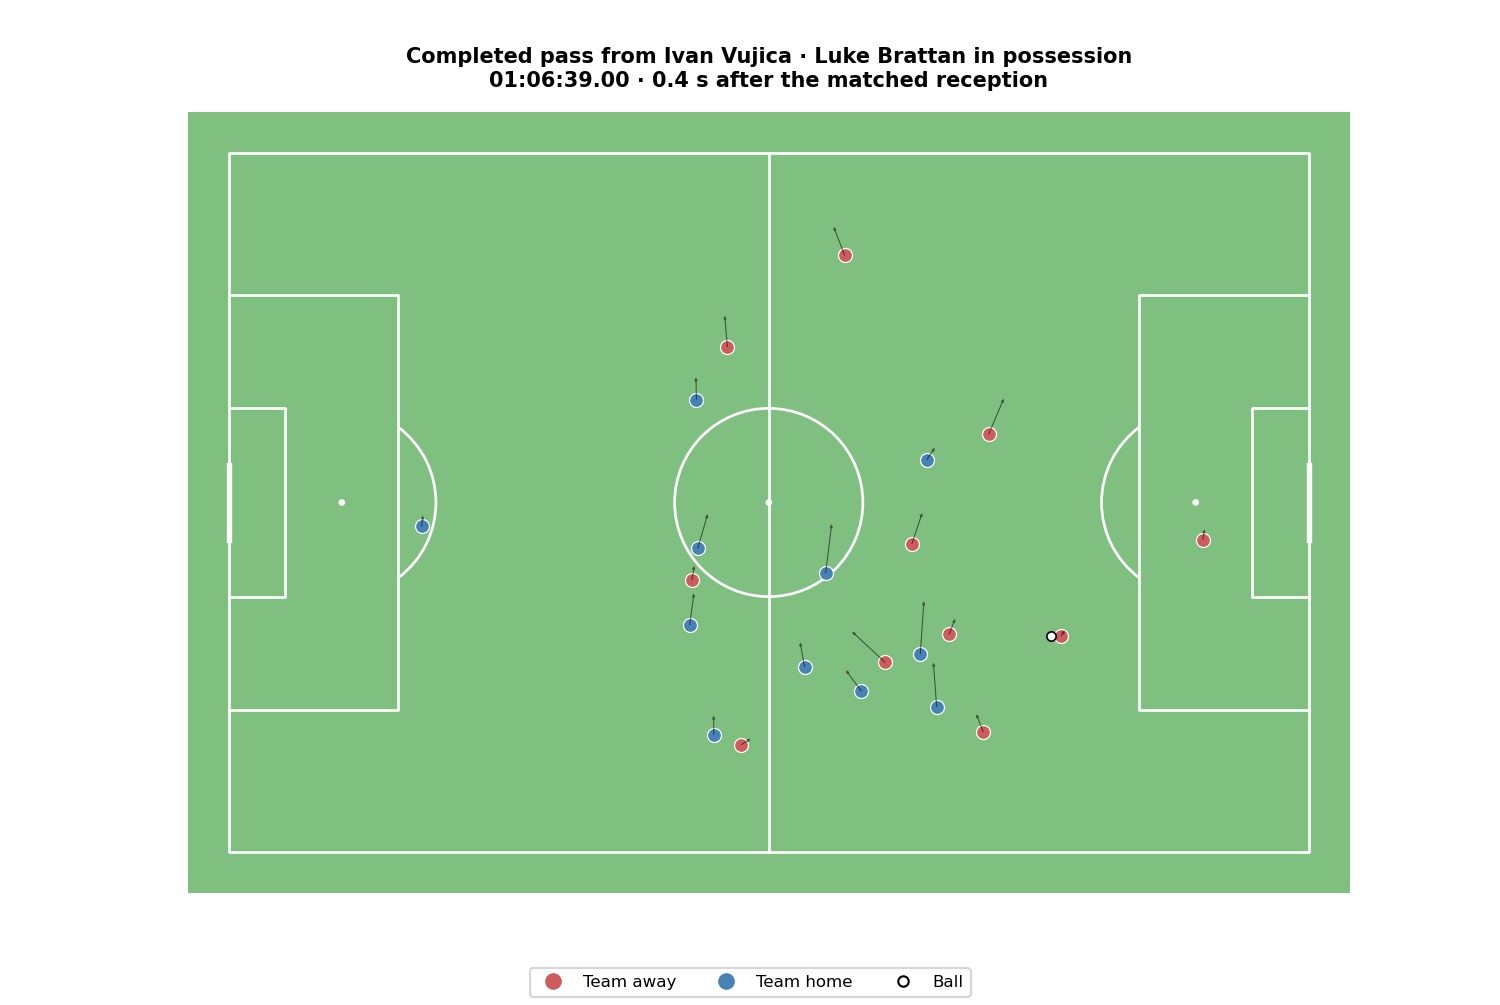 Completed pass from Ivan Vujica · Luke Brattan in possession
01:06:39.00 · 0.4 s after the matched reception
Team away
Team home
Ball